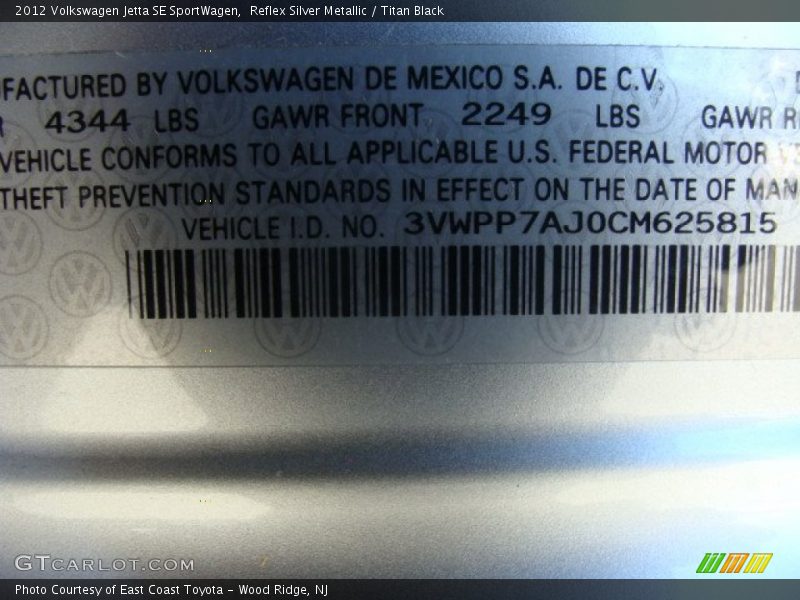 2012 Volkswagen Jetta SE SportWagen, Reflex Silver Metallic / Titan Black
BY VOLKSWAGEN DE MEXICO S.A. DE C.V.
4344 LBS GAWR FRONT 2249 LBS GAWR
VEHICLE CONFORMS TO ALL APPLICABLE U.S. FEDERAL MOTOR
THEFT PREVENTION STANDARDS IN EFFECT ON THE DATE OF
VEHICLE I.D. NO. 3VWPP7AJ0CM625815
GTCARLOT.COM
Photo Courtesy of East Coast Toyota - Wood Ridge, NJ